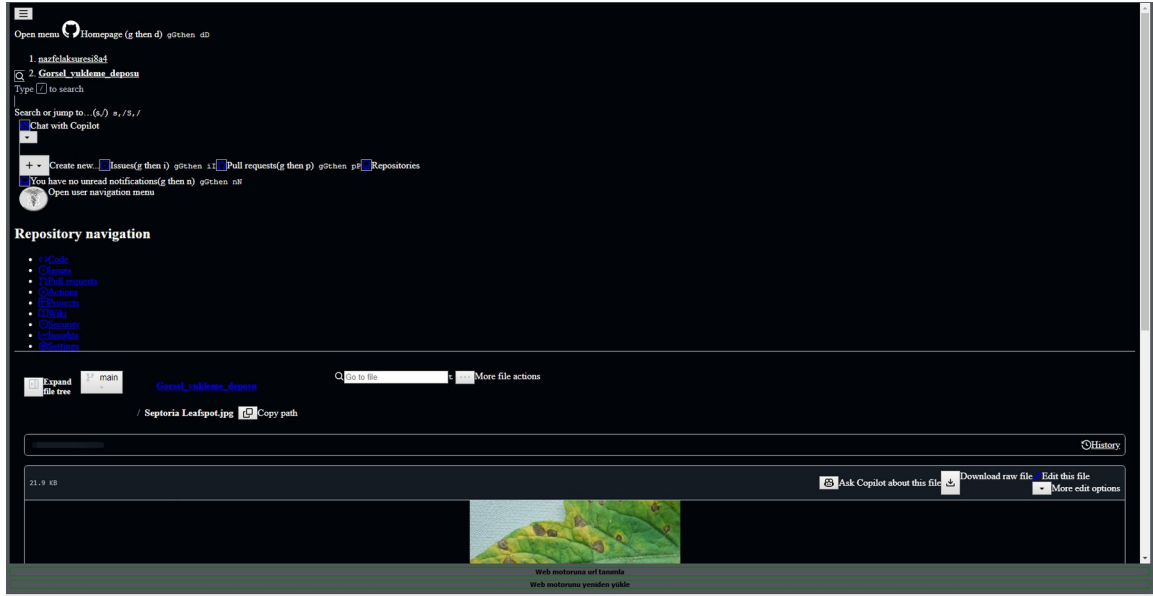 Open menu Homepage (g then d) gGthen dD
1. nazfelaksuresi8a4
2. Gorsel_yukleme_deposu
Type / to search
Search or jump to…(s,/) s,/S,/
Chat with Copilot
Create new... Issues(g then i) gGthen iI Pull requests(g then p) gGthen pP Repositories
You have no unread notifications(g then n) gGthen nN
Open user navigation menu
Repository navigation
Code
Issues
Pull requests
Actions
Projects
Wiki
Security
Insights
Settings
Expand file tree
main
Gorsel_yukleme_deposu
Go to file t More file actions
/ Septoria Leafspot.jpg Copy path
History
21.9 KB
Ask Copilot about this file Download raw file Edit this file
More edit options
Web motoruna url tanımla
Web motorunu yeniden yükle